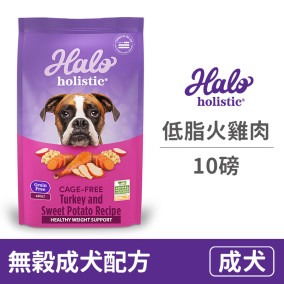 Halo
holistic®
Grain Free
ADULT
CAGE-FREE
Turkey and
Sweet Potato Recipe
HEALTHY WEIGHT SUPPORT
Halo
holistic®
低脂火雞肉
10磅
無穀成犬配方
成犬